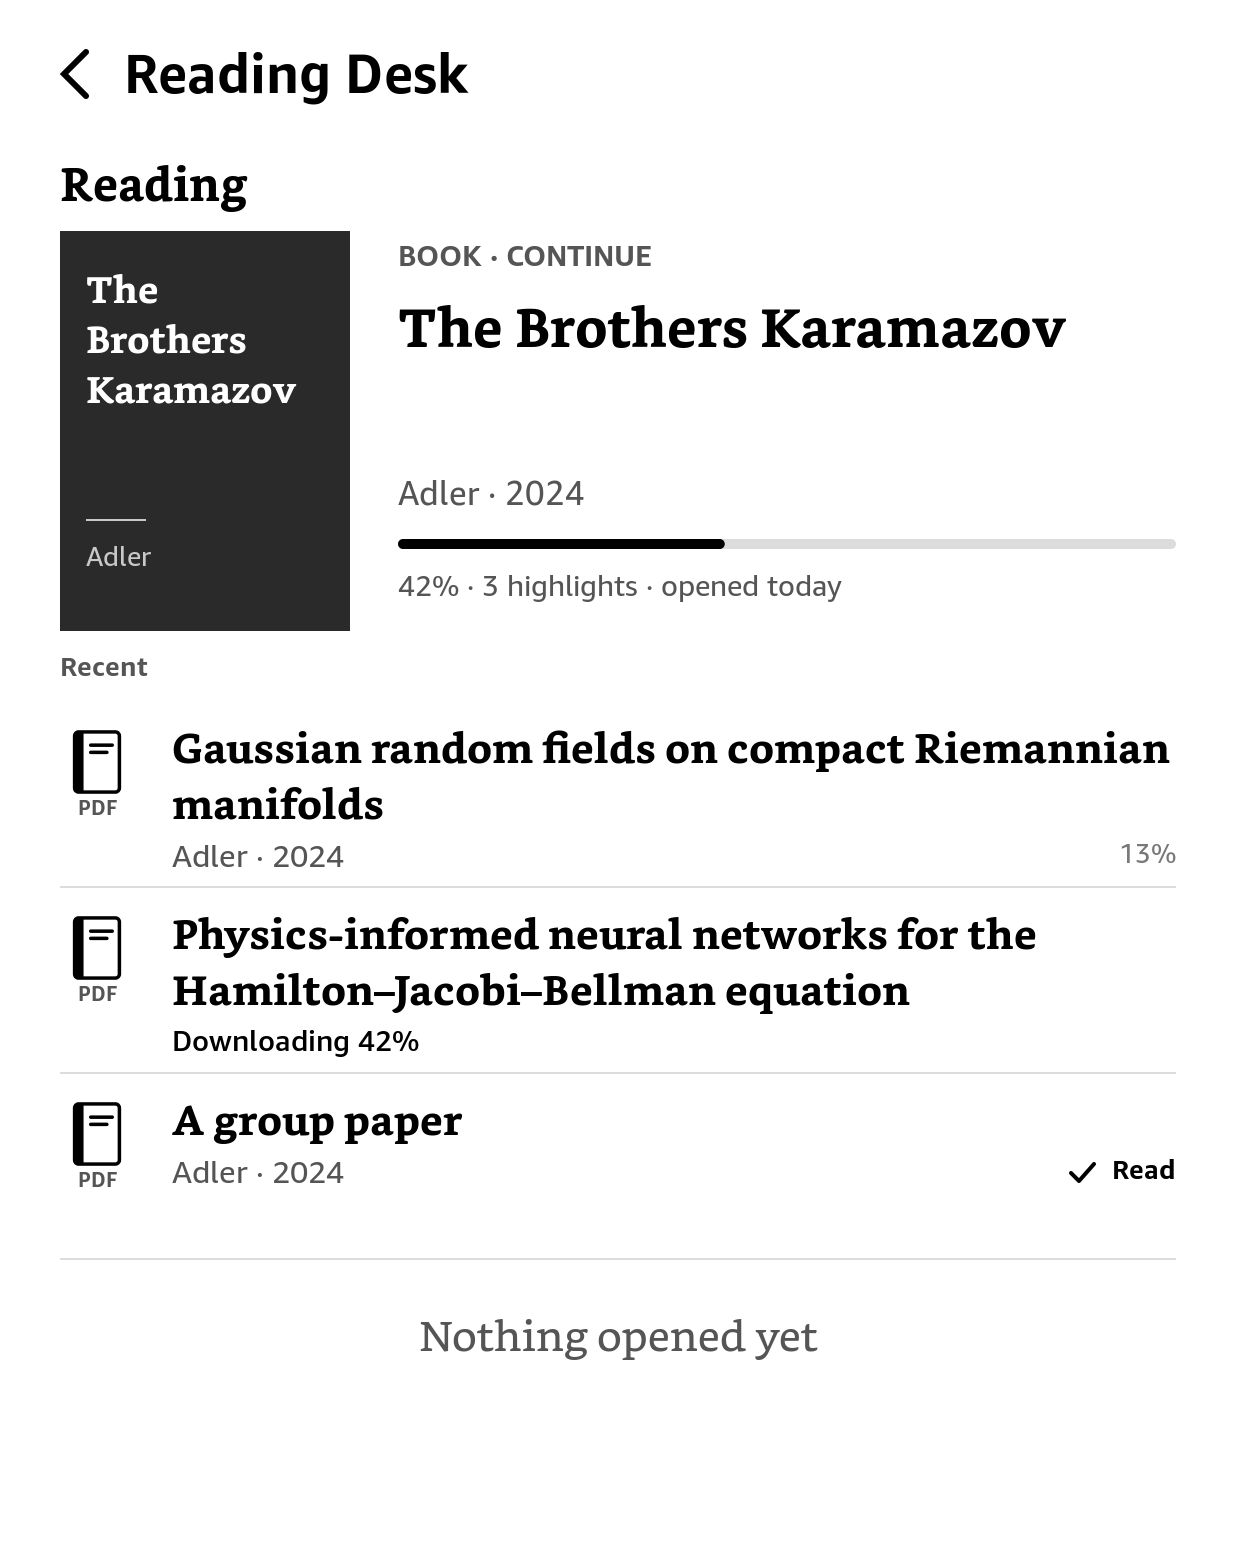 Reading Desk
Reading
The
Brothers
Karamazov
Adler
BOOK · CONTINUE
The Brothers Karamazov
Adler · 2024
42% · 3 highlights · opened today
Recent
PDF
Gaussian random fields on compact Riemannian
manifolds
Adler · 2024
13%
PDF
Physics-informed neural networks for the
Hamilton–Jacobi–Bellman equation
Downloading 42%
PDF
A group paper
Adler · 2024
Read
Nothing opened yet